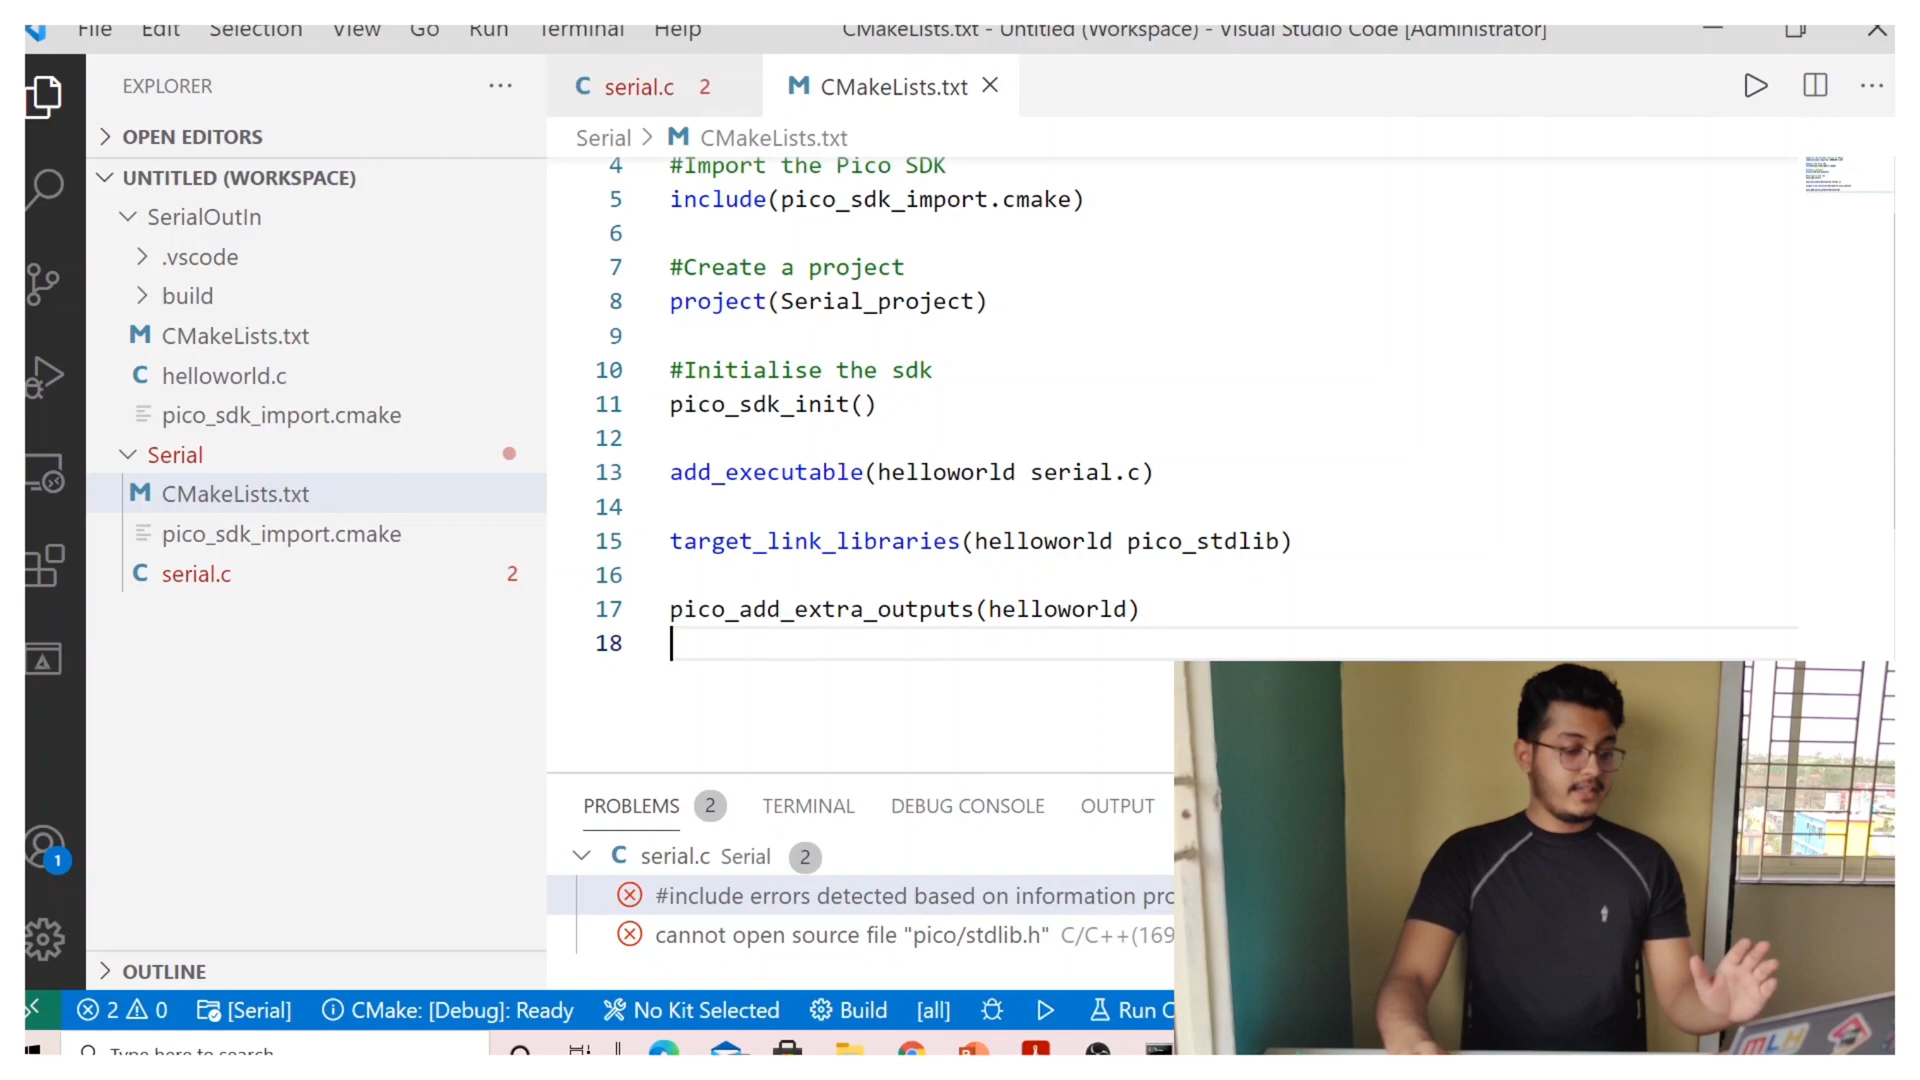 File Edit Selection View Go Run Terminal Help CMakeLists.txt - Untitled (Workspace) - Visual Studio Code [Administrator]
EXPLORER ···
OPEN EDITORS
UNTITLED (WORKSPACE)
SerialOutIn
.vscode
build
M CMakeLists.txt
C helloworld.c
pico_sdk_import.cmake
Serial
M CMakeLists.txt
pico_sdk_import.cmake
C serial.c 2
OUTLINE
C serial.c 2 M CMakeLists.txt
Serial > M CMakeLists.txt
4 #Import the Pico SDK
5 include(pico_sdk_import.cmake)
6
7 #Create a project
8 project(Serial_project)
9
10 #Initialise the sdk
11 pico_sdk_init()
12
13 add_executable(helloworld serial.c)
14
15 target_link_libraries(helloworld pico_stdlib)
16
17 pico_add_extra_outputs(helloworld)
18
PROBLEMS 2 TERMINAL DEBUG CONSOLE OUTPUT
C serial.c Serial 2
#include errors detected based on information pro
cannot open source file "pico/stdlib.h" C/C++(169
1
2 0 [Serial] CMake: [Debug]: Ready No Kit Selected Build [all] Run C
Type here to search
MLH